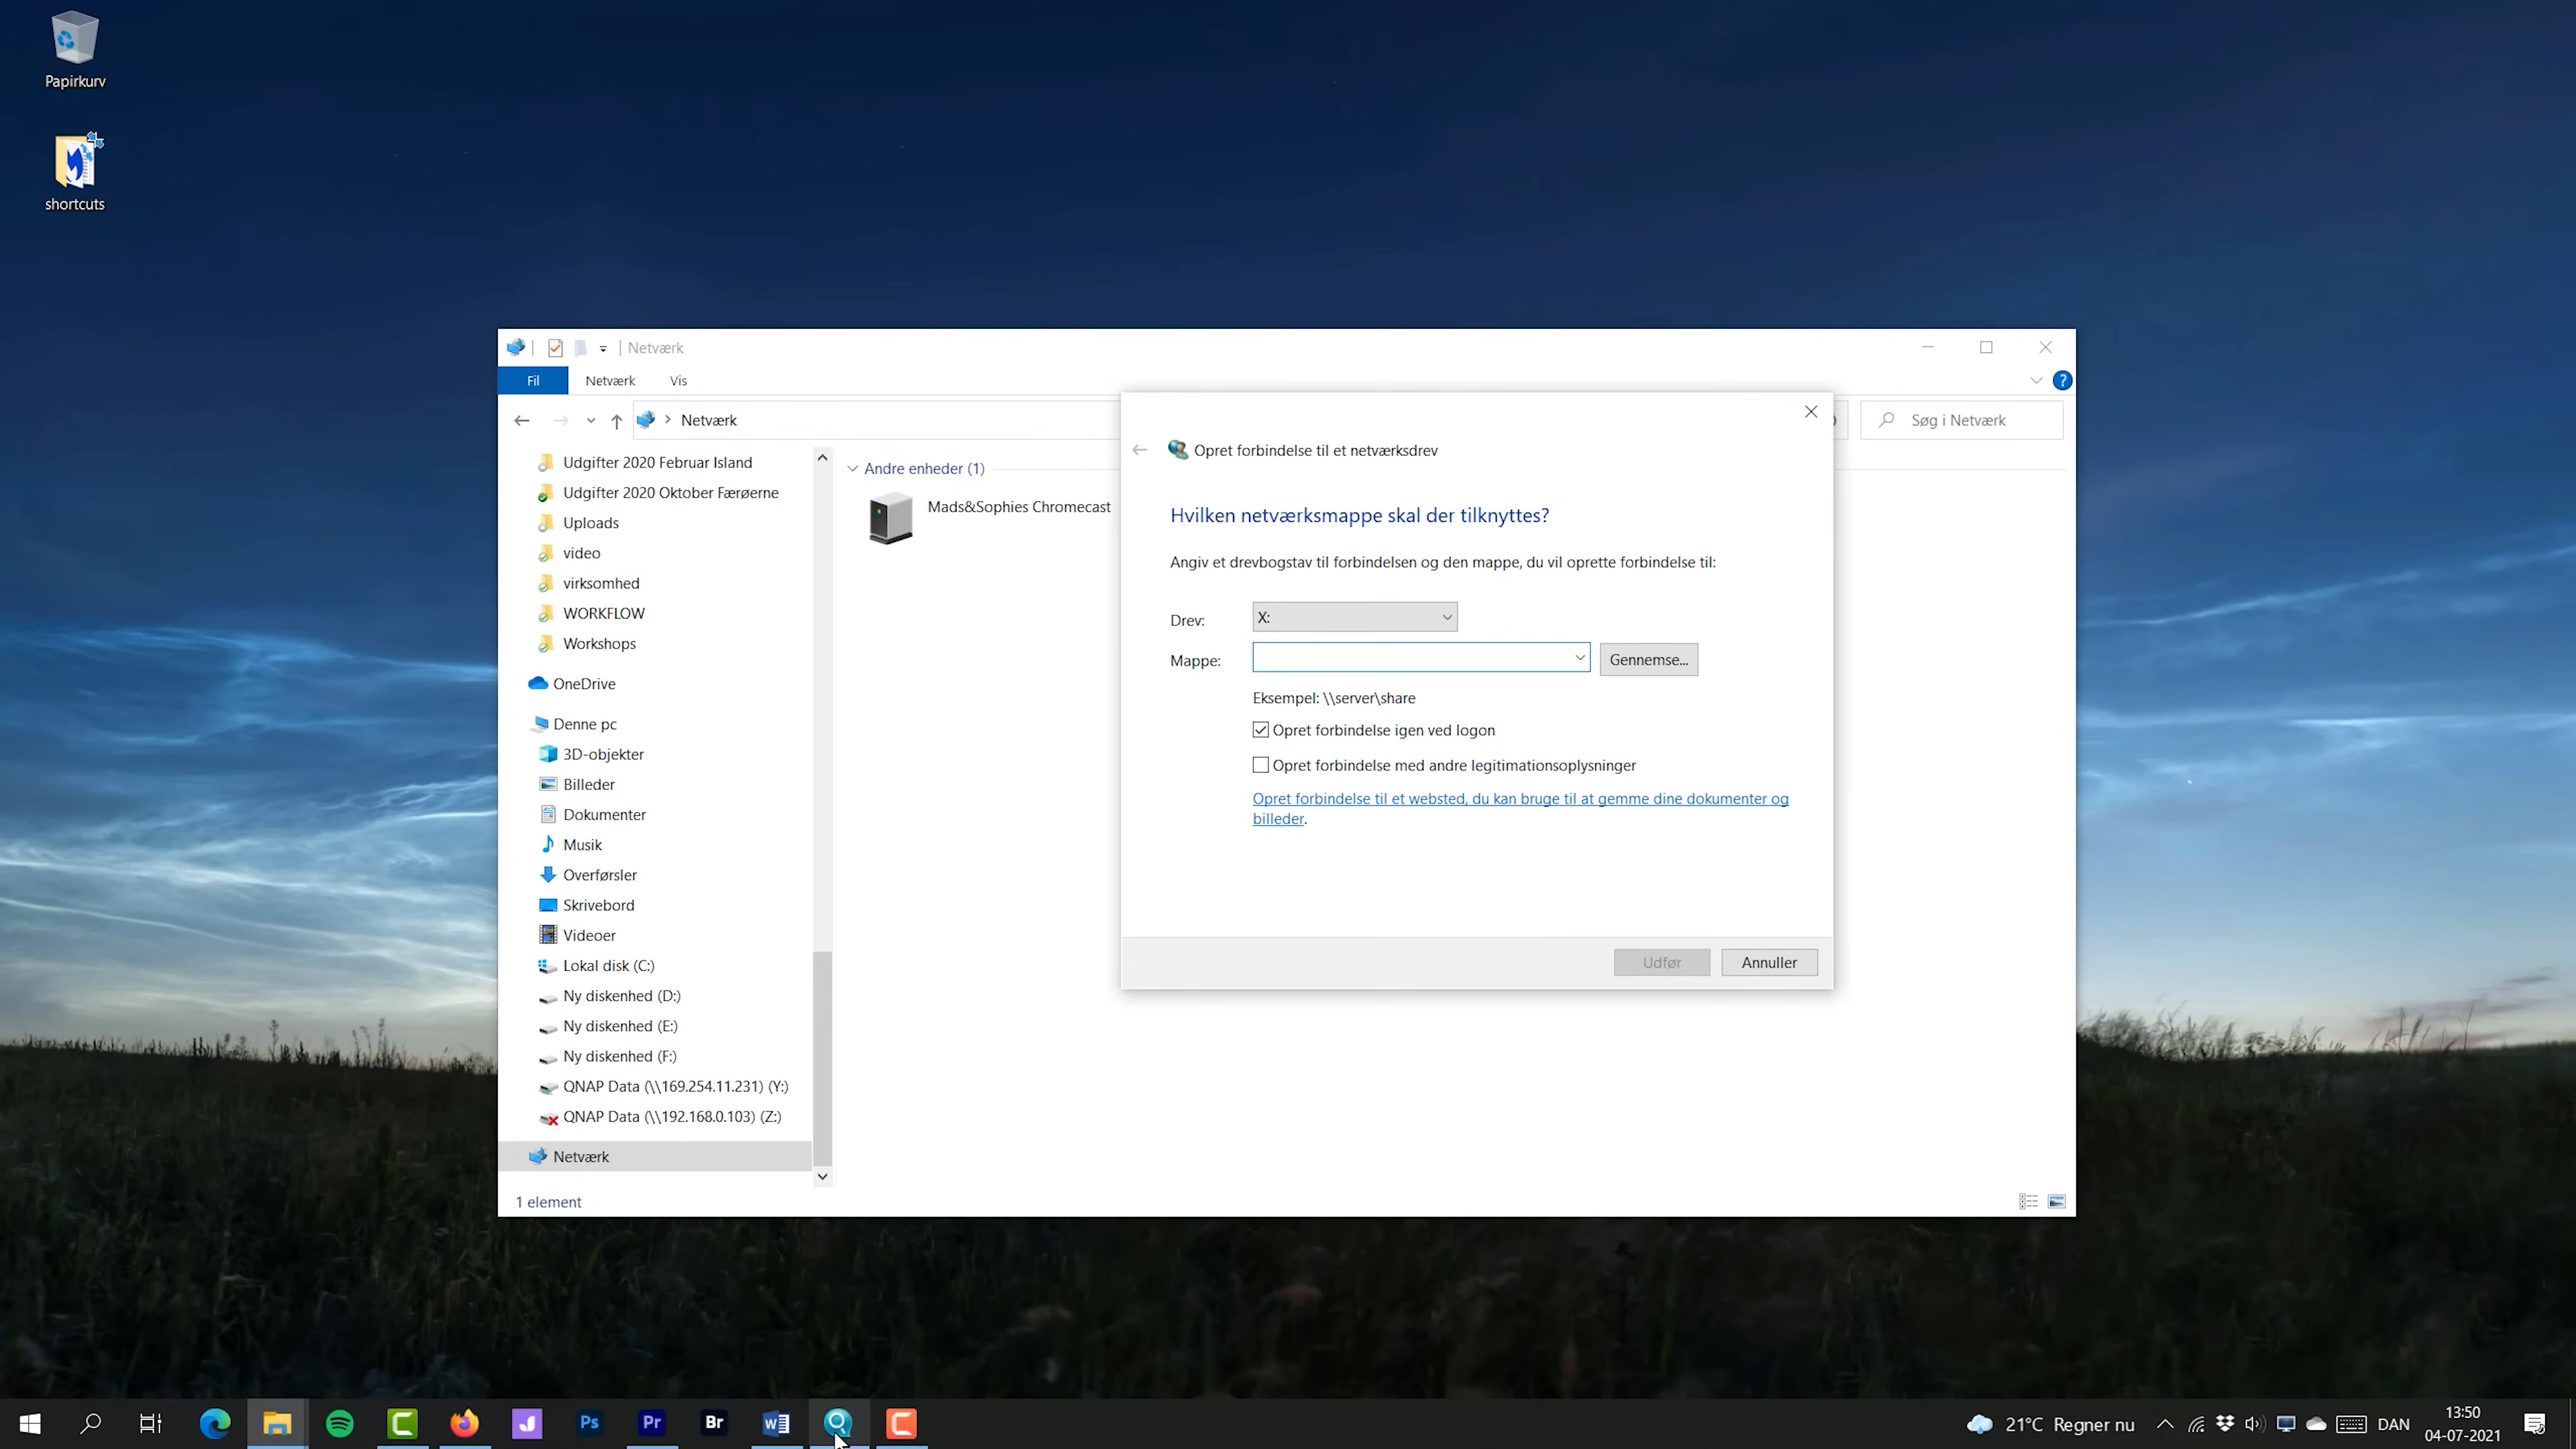 Papirkurv
shortcuts
Netværk
Fil
Netværk
Vis
?
Netværk
Søg i Netværk
Udgifter 2020 Februar Island
Udgifter 2020 Oktober Færøerne
Uploads
video
virksomhed
WORKFLOW
Workshops
OneDrive
Denne pc
3D-objekter
Billeder
Dokumenter
Musik
Overførsler
Skrivebord
Videoer
Lokal disk (C:)
Ny diskenhed (D:)
Ny diskenhed (E:)
Ny diskenhed (F:)
QNAP Data (\\169.254.11.231) (Y:)
QNAP Data (\\192.168.0.103) (Z:)
Netværk
1 element
Andre enheder (1)
Mads&Sophies Chromecast
Opret forbindelse til et netværksdrev
Hvilken netværksmappe skal der tilknyttes?
Angiv et drevbogstav til forbindelsen og den mappe, du vil oprette forbindelse til:
Drev: X:
Mappe: Gennemse...
Eksempel: \\server\share
Opret forbindelse igen ved logon
Opret forbindelse med andre legitimationsoplysninger
Opret forbindelse til et websted, du kan bruge til at gemme dine dokumenter og
billeder.
Udfør
Annuller
Ps
Pr
Br
21°C Regner nu
DAN
13:50
04-07-2021